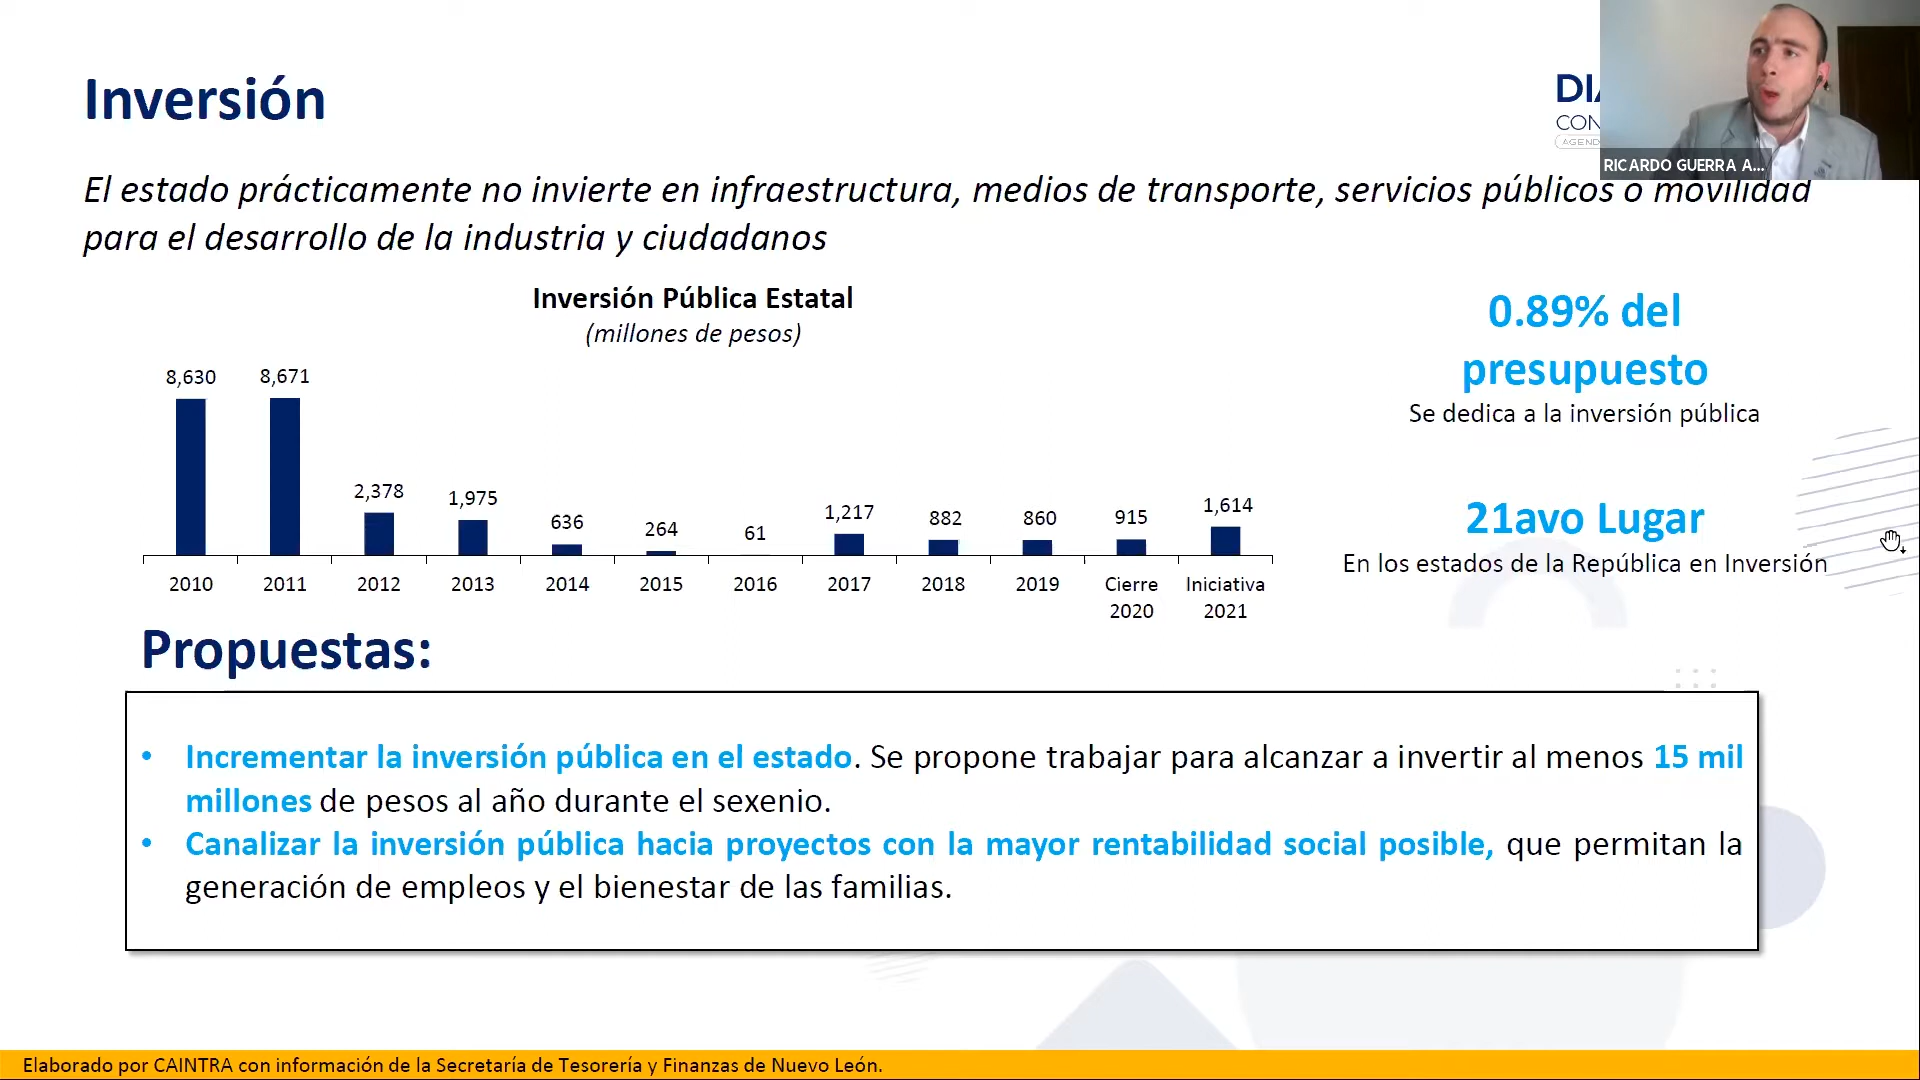 Inversión
DI
CON
AGEND
RICARDO GUERRA A...
El estado prácticamente no invierte en infraestructura, medios de transporte, servicios públicos o movilidad
para el desarrollo de la industria y ciudadanos
Inversión Pública Estatal
(millones de pesos)
8,630 8,671 2,378 1,975 636 264 61 1,217 882 860 915 1,614
2010 2011 2012 2013 2014 2015 2016 2017 2018 2019 Cierre Iniciativa
2020 2021
0.89% del
presupuesto
Se dedica a la inversión pública
21avo Lugar
En los estados de la República en Inversión
Propuestas:
• Incrementar la inversión pública en el estado. Se propone trabajar para alcanzar a invertir al menos 15 mil
millones de pesos al año durante el sexenio.
• Canalizar la inversión pública hacia proyectos con la mayor rentabilidad social posible, que permitan la
generación de empleos y el bienestar de las familias.
Elaborado por CAINTRA con información de la Secretaría de Tesorería y Finanzas de Nuevo León.